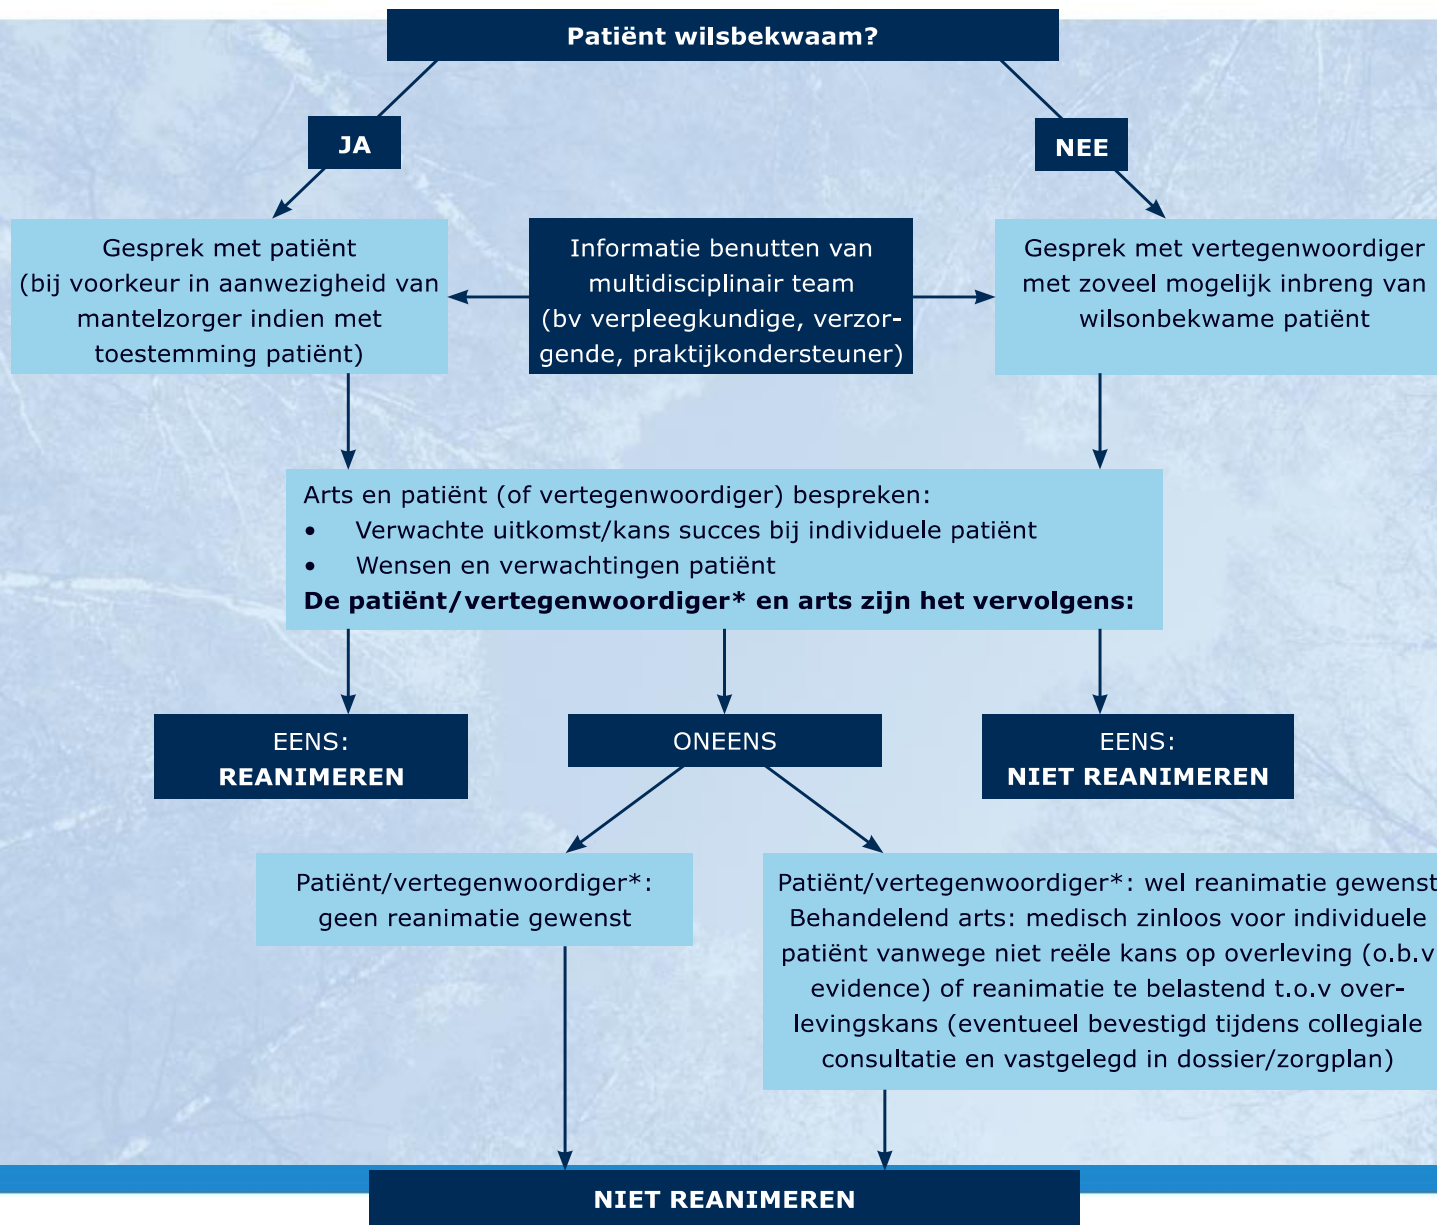 Patiënt wilsbekwaam?
JA
NEE
Gesprek met patiënt
(bij voorkeur in aanwezigheid van
mantelzorger indien met
toestemming patiënt)
Informatie benutten van
multidisciplinair team
(bv verpleegkundige, verzor-
gende, praktijkondersteuner)
Gesprek met vertegenwoordiger
met zoveel mogelijk inbreng van
wilsonbekwame patiënt
Arts en patiënt (of vertegenwoordiger) bespreken:
• Verwachte uitkomst/kans succes bij individuele patiënt
• Wensen en verwachtingen patiënt
De patiënt/vertegenwoordiger* en arts zijn het vervolgens:
EENS:
REANIMEREN
ONEENS
EENS:
NIET REANIMEREN
Patiënt/vertegenwoordiger*:
geen reanimatie gewenst
Patiënt/vertegenwoordiger*: wel reanimatie gewenst
Behandelend arts: medisch zinloos voor individuele
patiënt vanwege niet reële kans op overleving (o.b.v
evidence) of reanimatie te belastend t.o.v over-
levingskans (eventueel bevestigd tijdens collegiale
consultatie en vastgelegd in dossier/zorgplan)
NIET REANIMEREN